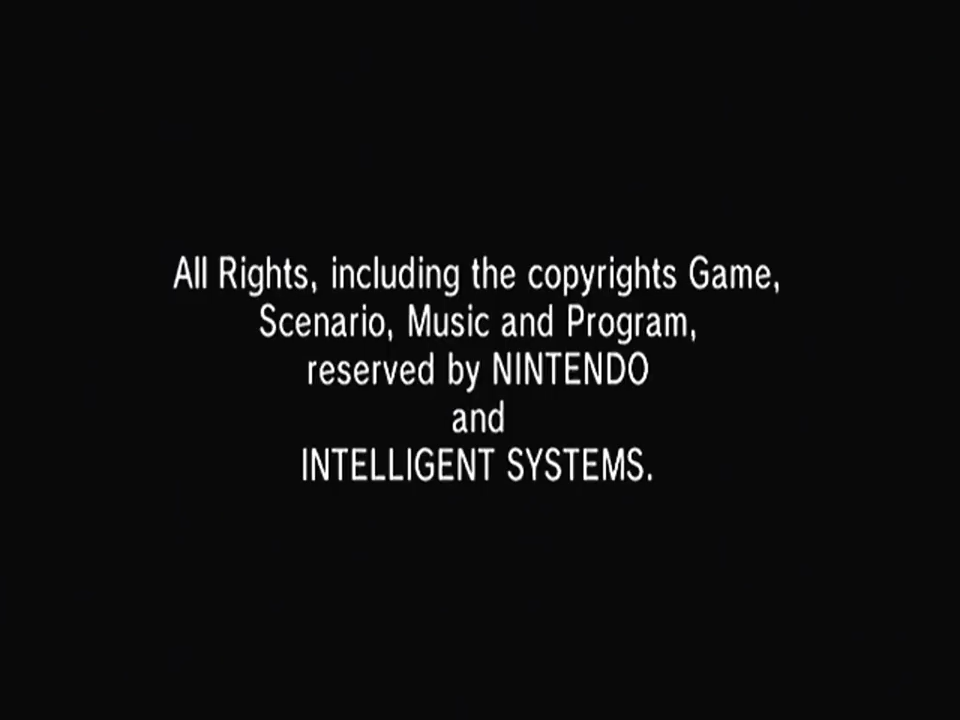 All Rights, including the copyrights Game,
Scenario, Music and Program,
reserved by NINTENDO
and
INTELLIGENT SYSTEMS.